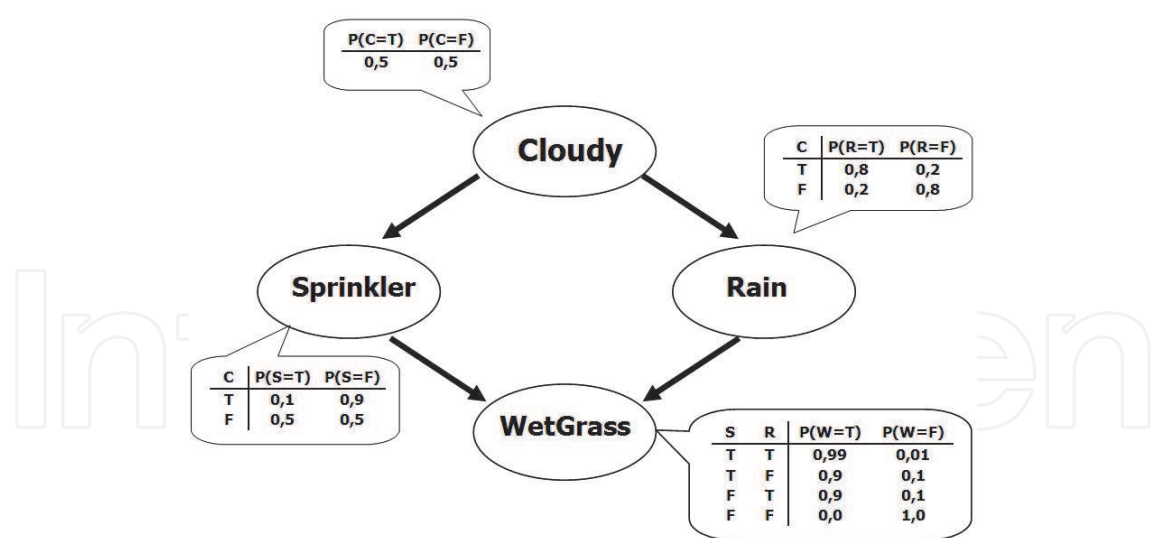 P(C=T) P(C=F)
0,5 0,5
Cloudy
C P(R=T) P(R=F)
T 0,8 0,2
F 0,2 0,8
Sprinkler
Rain
C P(S=T) P(S=F)
T 0,1 0,9
F 0,5 0,5
WetGrass
S R P(W=T) P(W=F)
T T 0,99 0,01
T F 0,9 0,1
F T 0,9 0,1
F F 0,0 1,0